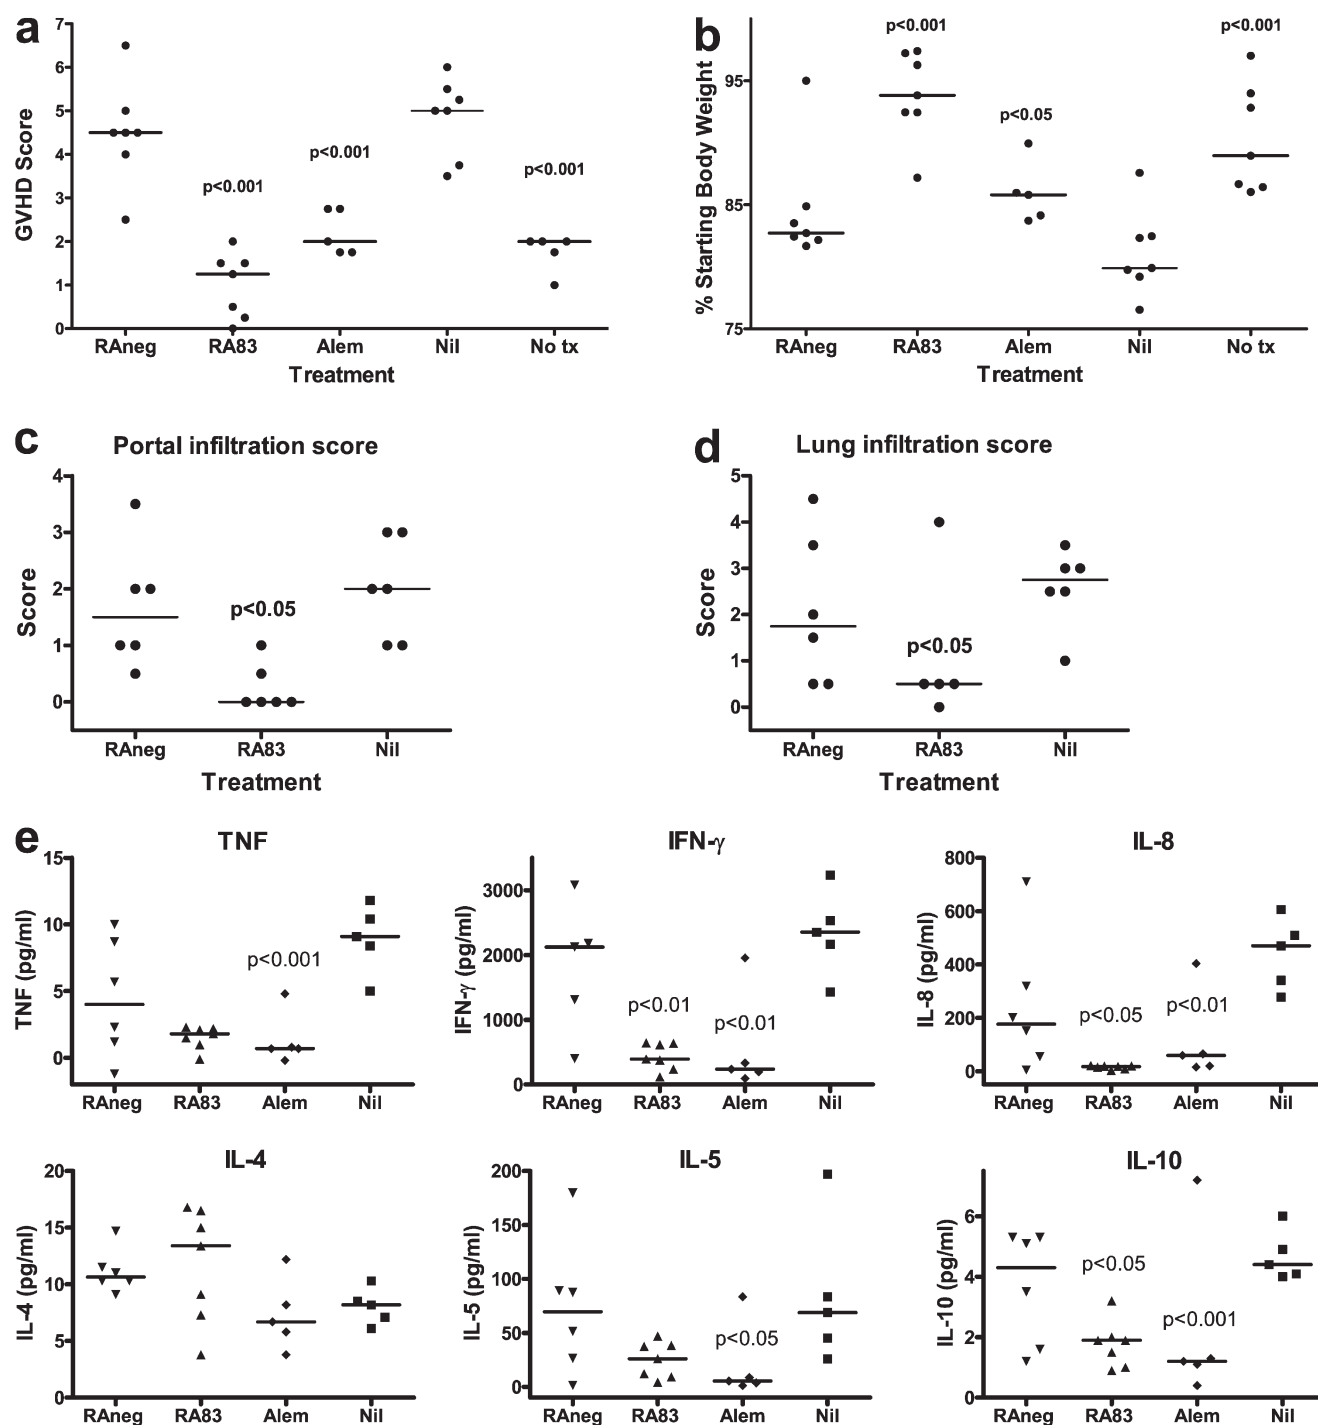 a
7
6
5
4
3
2
1
0
GVHD Score
p<0.001
p<0.001
p<0.001
RAneg RA83 Alem Nil No tx
Treatment
b
95
85
75
% Starting Body Weight
p<0.001
p<0.05
p<0.001
RAneg RA83 Alem Nil No tx
Treatment
c
Portal infiltration score
4
3
2
1
0
Score
p<0.05
RAneg RA83 Nil
Treatment
d
Lung infiltration score
5
4
3
2
1
0
Score
p<0.05
RAneg RA83 Nil
Treatment
e
TNF
15
10
5
0
TNF (pg/ml)
p<0.001
RAneg RA83 Alem Nil
IFN-γ
3000
2000
1000
0
IFN-γ (pg/ml)
p<0.01
p<0.01
RAneg RA83 Alem Nil
IL-8
800
600
400
200
0
IL-8 (pg/ml)
p<0.05
p<0.01
RAneg RA83 Alem Nil
IL-4
20
15
10
5
0
IL-4 (pg/ml)
RAneg RA83 Alem Nil
IL-5
200
150
100
50
0
IL-5 (pg/ml)
p<0.05
RAneg RA83 Alem Nil
IL-10
6
4
2
0
IL-10 (pg/ml)
p<0.05
p<0.001
RAneg RA83 Alem Nil